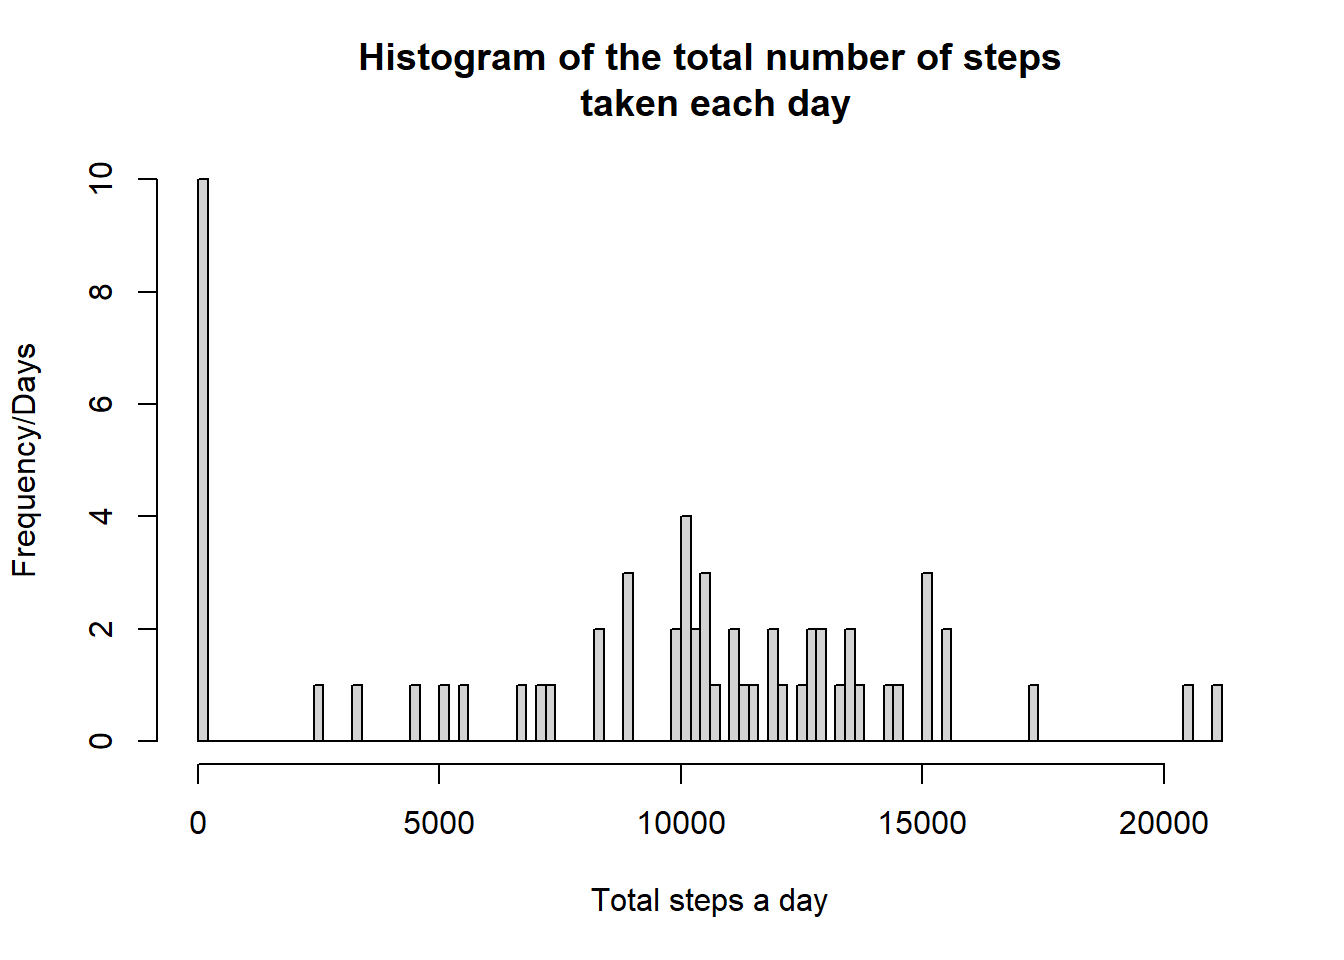 Histogram of the total number of steps
taken each day
10
8
6
4
2
0
Frequency/Days
0 5000 10000 15000 20000
Total steps a day